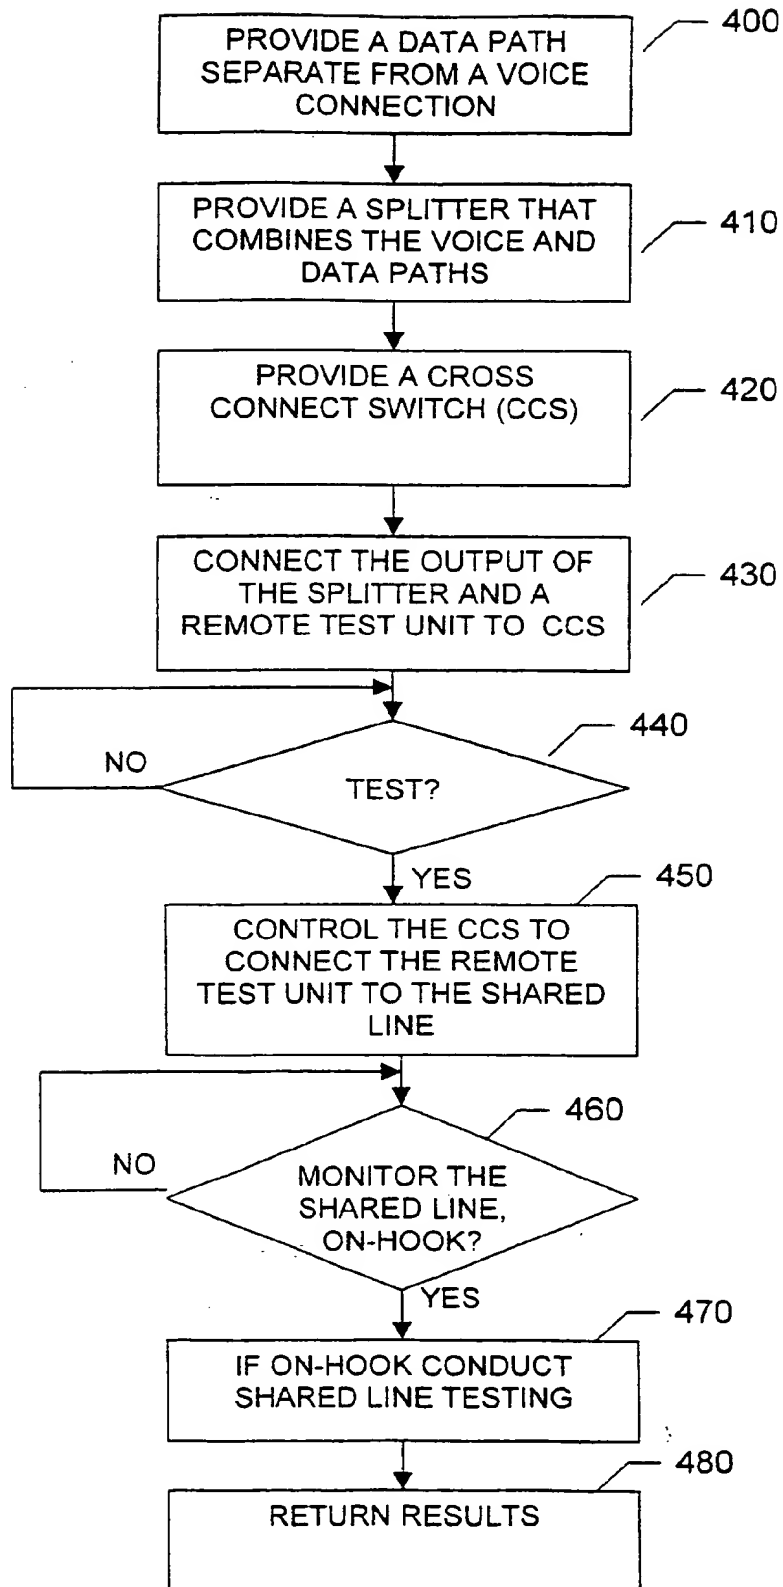 400
PROVIDE A DATA PATH
SEPARATE FROM A VOICE
CONNECTION
410
PROVIDE A SPLITTER THAT
COMBINES THE VOICE AND
DATA PATHS
420
PROVIDE A CROSS
CONNECT SWITCH (CCS)
430
CONNECT THE OUTPUT OF
THE SPLITTER AND A
REMOTE TEST UNIT TO CCS
440
NO
TEST?
YES
450
CONTROL THE CCS TO
CONNECT THE REMOTE
TEST UNIT TO THE SHARED
LINE
460
NO
MONITOR THE
SHARED LINE,
ON-HOOK?
YES
470
IF ON-HOOK CONDUCT
SHARED LINE TESTING
480
RETURN RESULTS